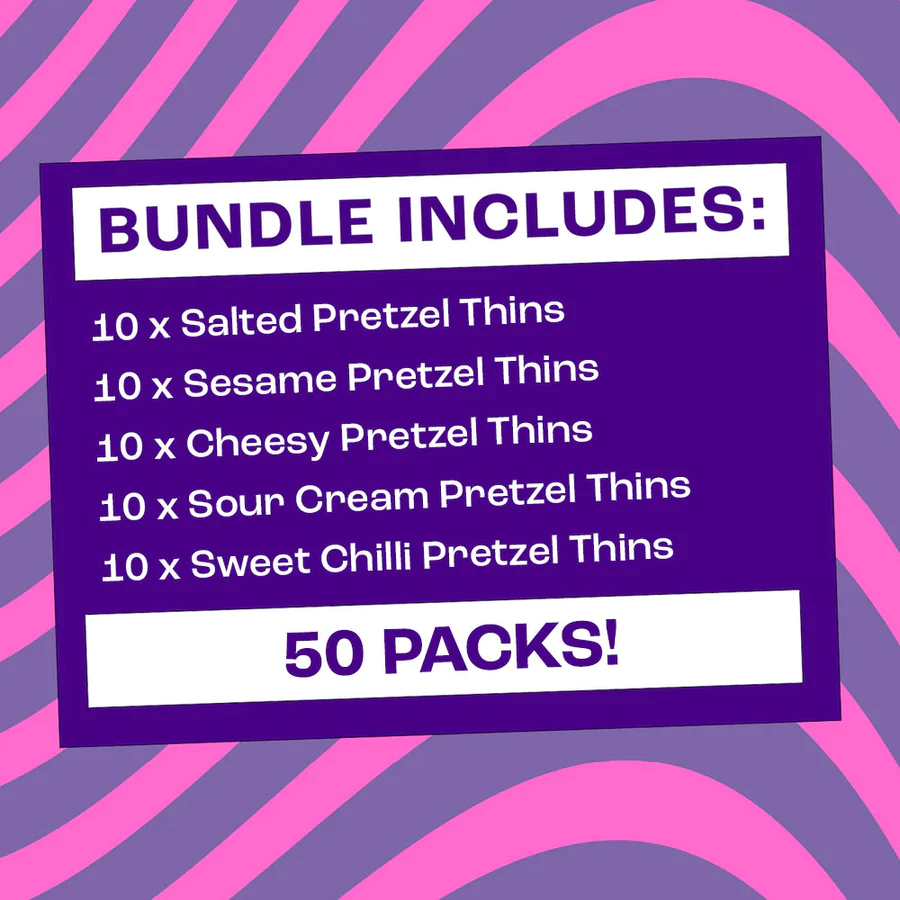 BUNDLE INCLUDES:
10 x Salted Pretzel Thins
10 x Sesame Pretzel Thins
10 x Cheesy Pretzel Thins
10 x Sour Cream Pretzel Thins
10 x Sweet Chilli Pretzel Thins
50 PACKS!